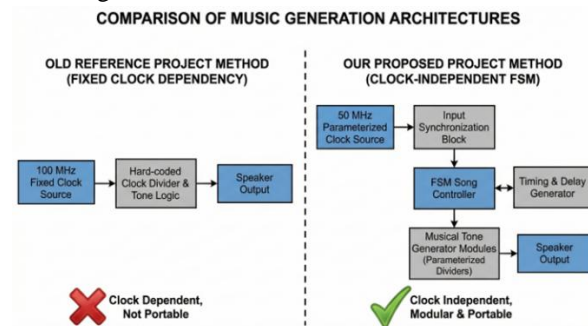 COMPARISON OF MUSIC GENERATION ARCHITECTURES
OLD REFERENCE PROJECT METHOD
(FIXED CLOCK DEPENDENCY)
100 MHz
Fixed Clock
Source
Hard-coded
Clock Divider &
Tone Logic
Speaker
Output
Clock Dependent,
Not Portable
OUR PROPOSED PROJECT METHOD
(CLOCK-INDEPENDENT FSM)
50 MHz
Parameterized
Clock Source
Input
Synchronization
Block
FSM Song
Controller
Timing & Delay
Generator
Musical Tone
Generator Modules
(Parameterized
Dividers)
Speaker
Output
Clock Independent,
Modular & Portable